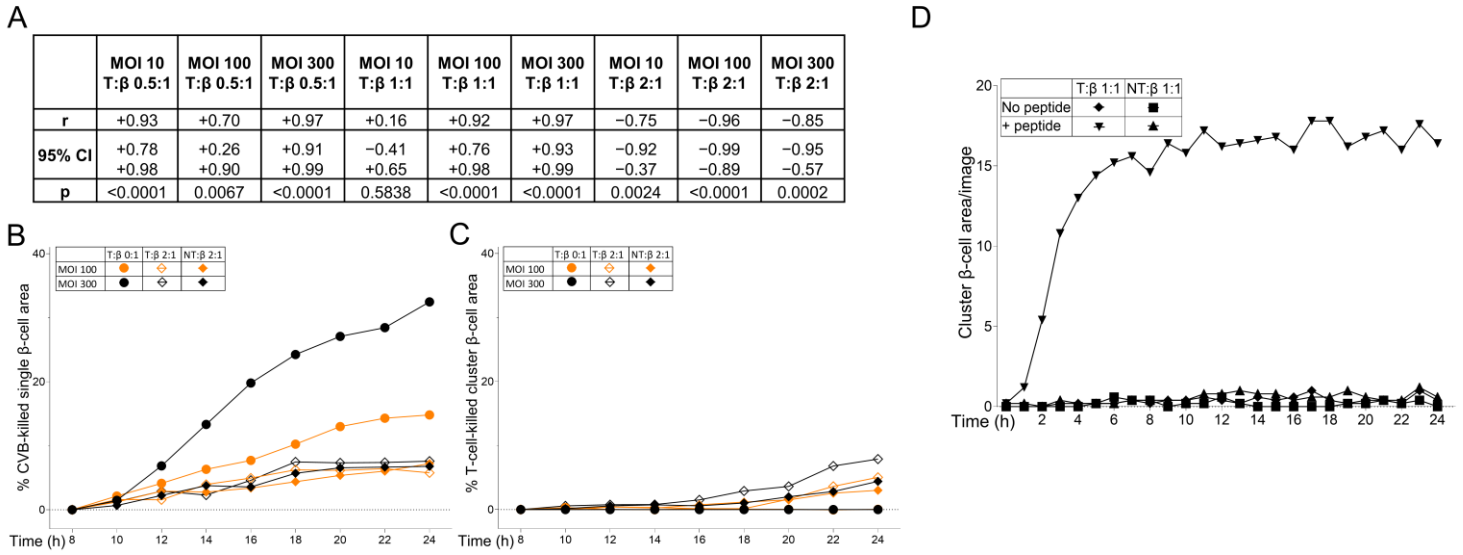 A
MOI 10 T:β 0.5:1 MOI 100 T:β 0.5:1 MOI 300 T:β 0.5:1 MOI 10 T:β 1:1 MOI 100 T:β 1:1 MOI 300 T:β 1:1 MOI 10 T:β 2:1 MOI 100 T:β 2:1 MOI 300 T:β 2:1
r +0.93 +0.70 +0.97 +0.16 +0.92 +0.97 −0.75 −0.96 −0.85
95% CI +0.78 +0.26 +0.91 −0.41 +0.76 +0.93 −0.92 −0.99 −0.95
+0.98 +0.90 +0.99 +0.65 +0.98 +0.99 −0.37 −0.89 −0.57
p <0.0001 0.0067 <0.0001 0.5838 <0.0001 <0.0001 0.0024 <0.0001 0.0002
B
T:β 0:1 T:β 2:1 NT:β 2:1
MOI 100
MOI 300
% CVB-killed single β-cell area
40
20
0
Time (h) 8 10 12 14 16 18 20 22 24
C
T:β 0:1 T:β 2:1 NT:β 2:1
MOI 100
MOI 300
% T-cell-killed cluster β-cell area
40
20
0
Time (h) 8 10 12 14 16 18 20 22 24
D
T:β 1:1 NT:β 1:1
No peptide
+ peptide
Cluster β-cell area/image
20
15
10
5
0
Time (h) 2 4 6 8 10 12 14 16 18 20 22 24